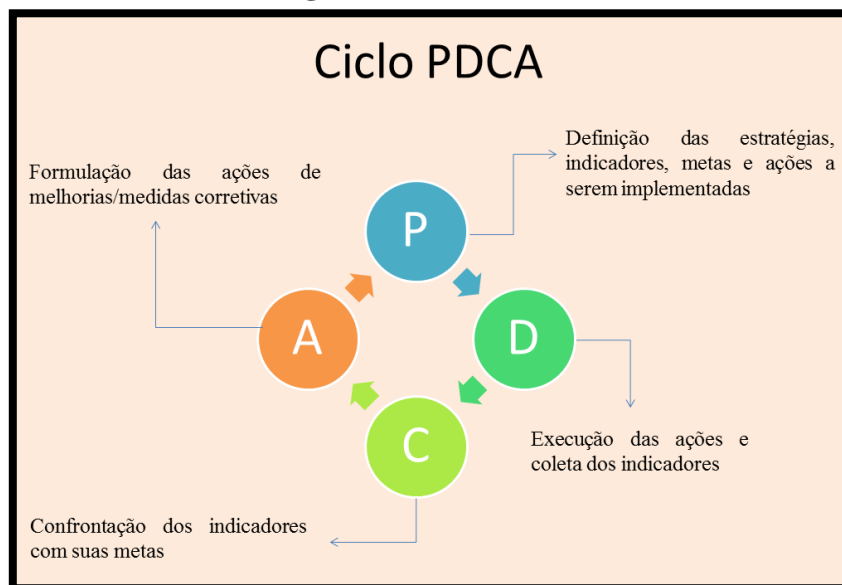 Ciclo PDCA
Definição das estratégias,
indicadores, metas e ações a
serem implementadas
Formulação das ações de
melhorias/medidas corretivas
P
A
D
C
Execução das ações e
coleta dos indicadores
Confrontação dos indicadores
com suas metas